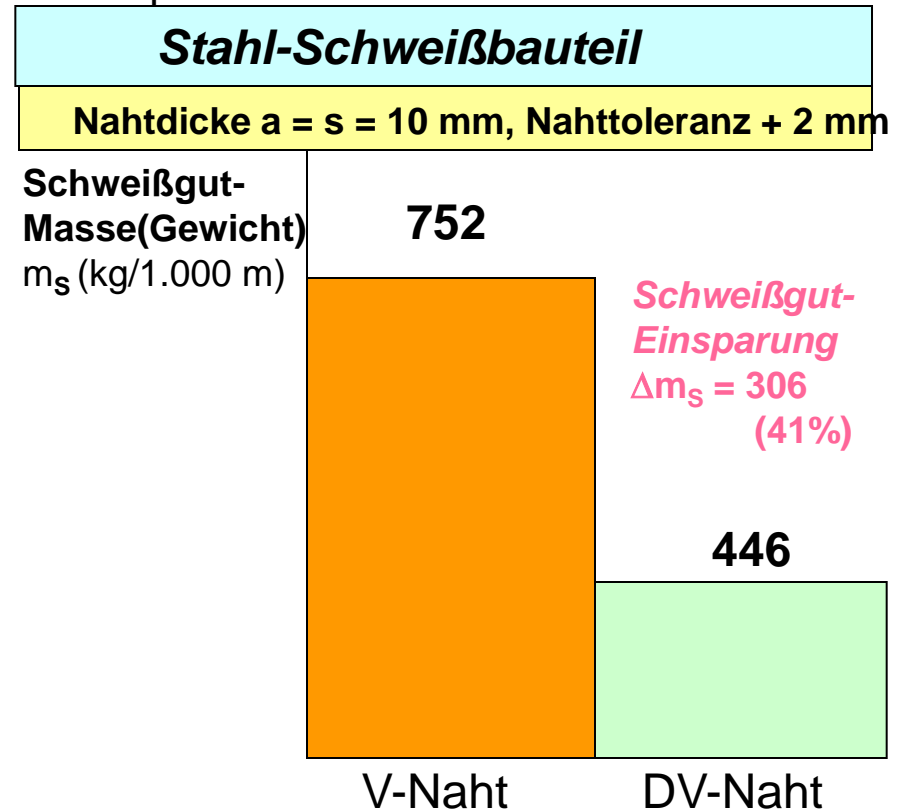 Stahl-Schweißbauteil
Nahtdicke a = s = 10 mm, Nahttoleranz + 2 mm
Schweißgut-
Masse(Gewicht)
mS (kg/1.000 m)
752
Schweißgut-
Einsparung
ΔmS = 306
(41%)
446
V-Naht
DV-Naht